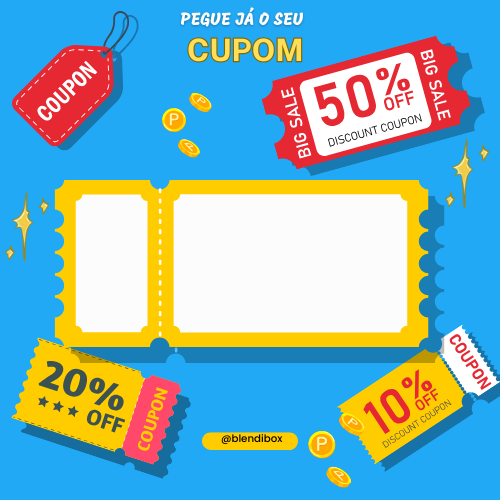 PEGUE JÁ O SEU
CUPOM
COUPON
BIG SALE
50%
OFF
DISCOUNT COUPON
BIG SALE
P
P
P
20%
OFF
COUPON
10%
OFF
DISCOUNT COUPON
COUPON
@blendibox
P
P
P